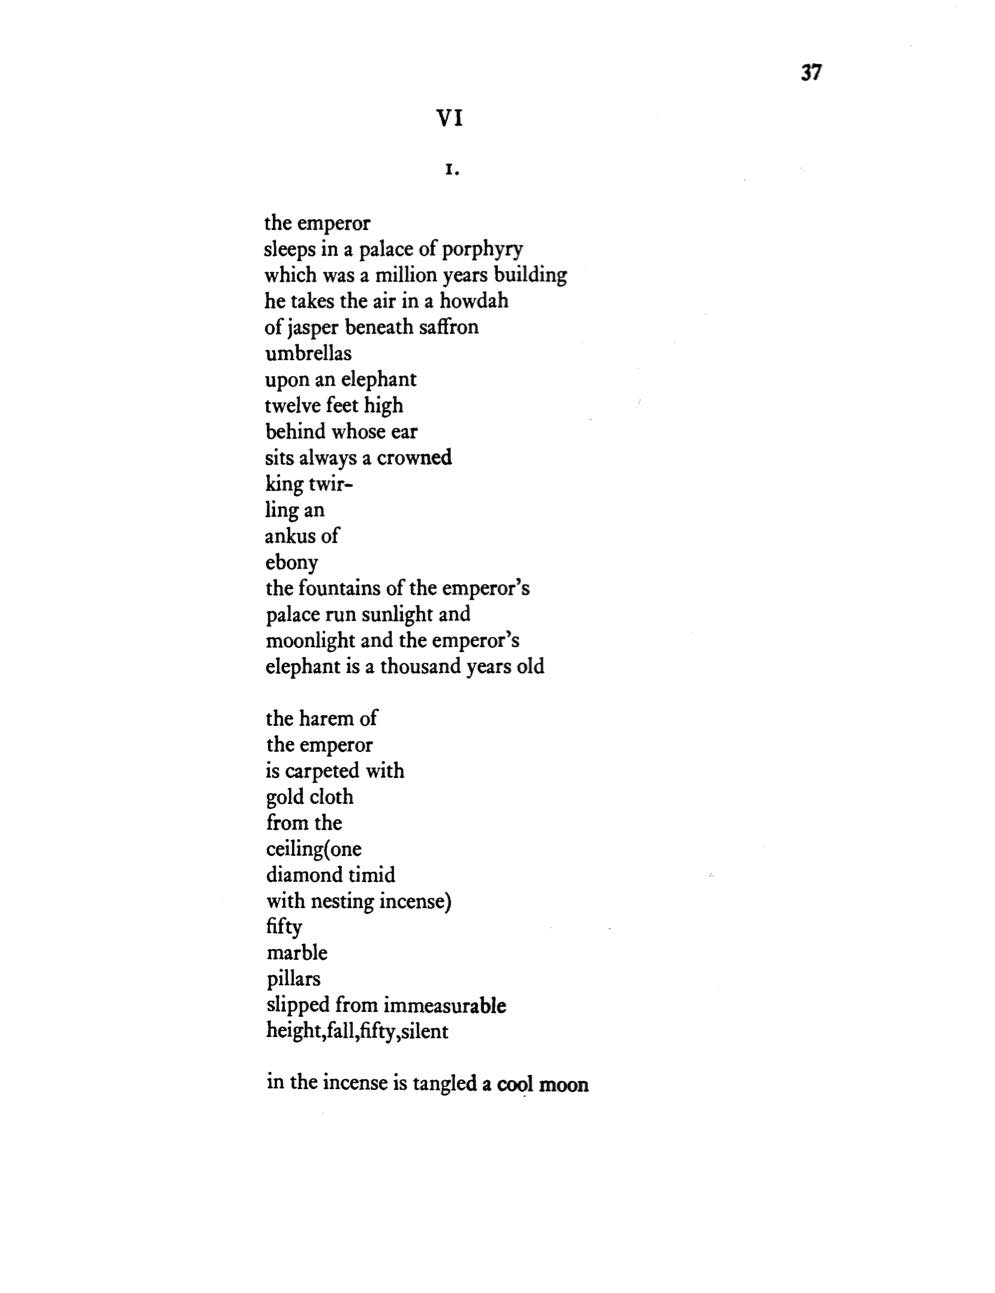 37
VI
I.
the emperor
sleeps in a palace of porphyry
which was a million years building
he takes the air in a howdah
of jasper beneath saffron
umbrellas
upon an elephant
twelve feet high
behind whose ear
sits always a crowned
king twir-
ling an
ankus of
ebony
the fountains of the emperor’s
palace run sunlight and
moonlight and the emperor’s
elephant is a thousand years old
the harem of
the emperor
is carpeted with
gold cloth
from the
ceiling(one
diamond timid
with nesting incense)
fifty
marble
pillars
slipped from immeasurable
height,fall,fifty,silent
in the incense is tangled a cool moon